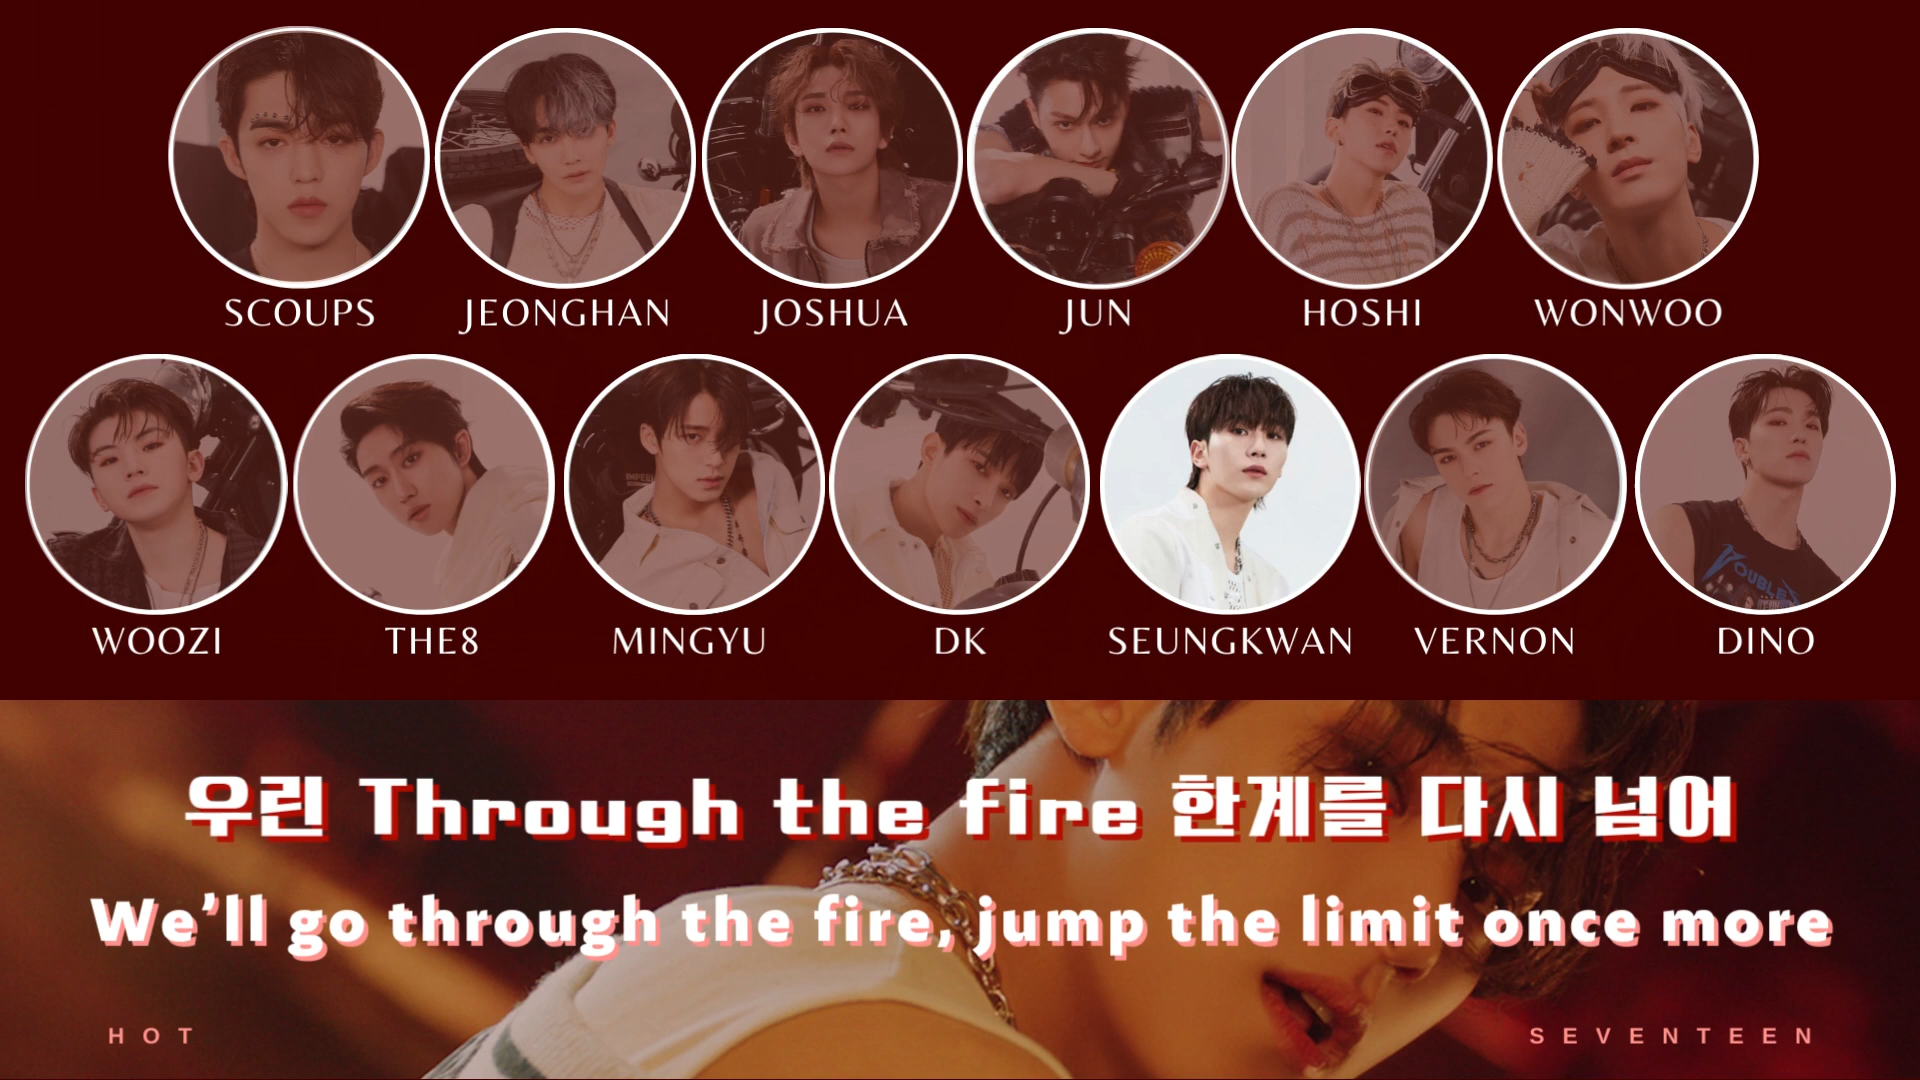 SCOUPS JEONGHAN JOSHUA JUN HOSHI WONWOO
WOOZI THE8 MINGYU DK SEUNGKWAN VERNON DINO
우린 Through the fire 한계를 다시 넘어
We’ll go through the fire, jump the limit once more
HOT SEVENTEEN